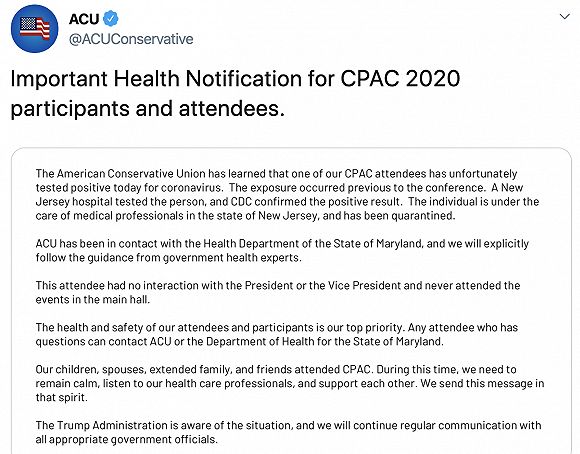 ACU
@ACUConservative
Important Health Notification for CPAC 2020
participants and attendees.
The American Conservative Union has learned that one of our CPAC attendees has unfortunately
tested positive today for coronavirus. The exposure occurred previous to the conference. A New
Jersey hospital tested the person, and CDC confirmed the positive result. The individual is under the
care of medical professionals in the state of New Jersey, and has been quarantined.
ACU has been in contact with the Health Department of the State of Maryland, and we will explicitly
follow the guidance from government health experts.
This attendee had no interaction with the President or the Vice President and never attended the
events in the main hall.
The health and safety of our attendees and participants is our top priority. Any attendee who has
questions can contact ACU or the Department of Health for the State of Maryland.
Our children, spouses, extended family, and friends attended CPAC. During this time, we need to
remain calm, listen to our health care professionals, and support each other. We send this message in
that spirit.
The Trump Administration is aware of the situation, and we will continue regular communication with
all appropriate government officials.